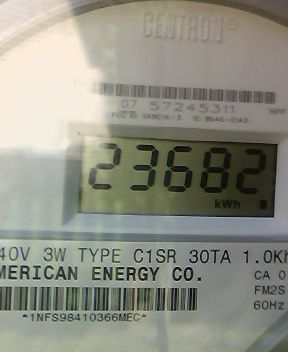 CENTRON®
07 57245311
23682
kWh
40V 3W TYPE C1SR 30TA 1.0Kh
MERICAN ENERGY CO. CA 0
FM2S
60Hz
*1NFS98410366MEC*